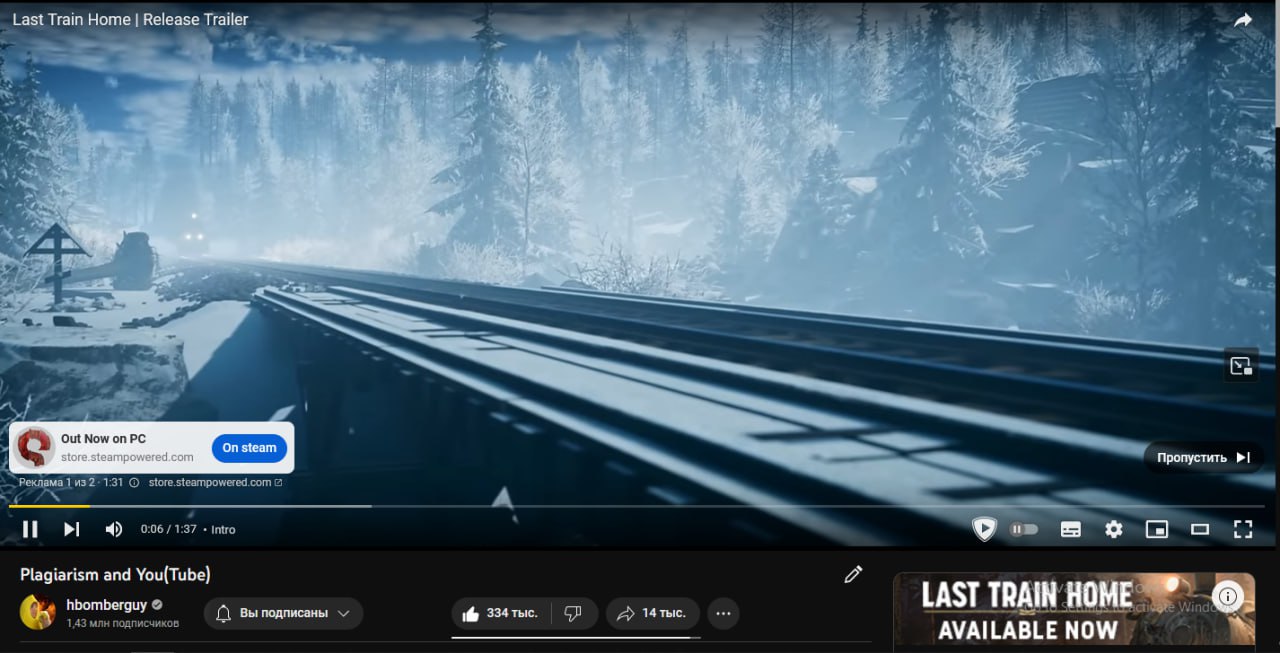 Last Train Home | Release Trailer
Out Now on PC
store.steampowered.com
On steam
Пропустить
Реклама 1 из 2 · 1:31
store.steampowered.com
0:06 / 1:37 • Intro
Plagiarism and You(Tube)
hbomberguy
1,43 млн подписчиков
Вы подписаны
334 тыс.
14 тыс.
LAST TRAIN HOME
AVAILABLE NOW
Activate Windows
Go to Settings to activate Windows.